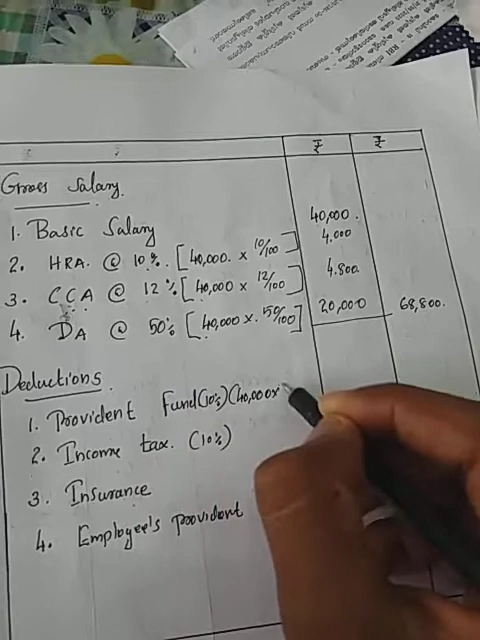 ₹ ₹
Gross Salary.
1. Basic Salary 40,000.
2. HRA. @ 10%. [40,000. x 10/100] 4.000
3. CCA @ 12% [40,000 x 12/100] 4.800.
4. DA @ 50% [40,000 x. 50/100] 20,000 68,800.
Deductions.
1. Provident Fund(10%)(40,000x
2. Income tax. (10%)
3. Insurance
4. Employee's provident